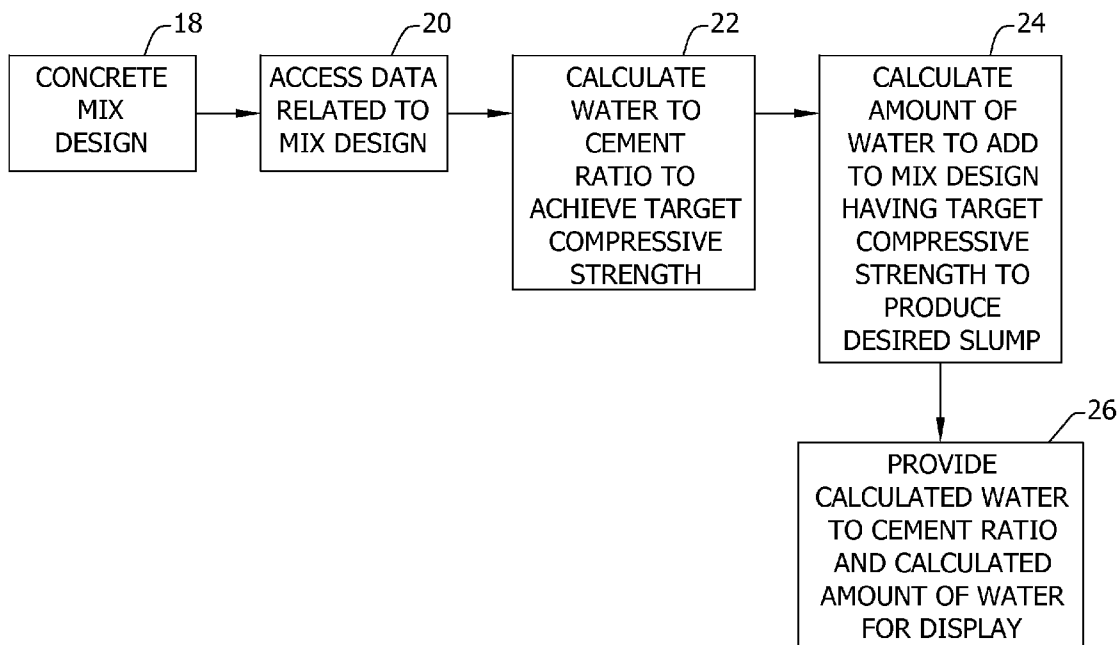 18
CONCRETE
MIX
DESIGN
20
ACCESS DATA
RELATED TO
MIX DESIGN
22
CALCULATE
WATER TO
CEMENT
RATIO TO
ACHIEVE TARGET
COMPRESSIVE
STRENGTH
24
CALCULATE
AMOUNT OF
WATER TO ADD
TO MIX DESIGN
HAVING TARGET
COMPRESSIVE
STRENGTH TO
PRODUCE
DESIRED SLUMP
26
PROVIDE
CALCULATED WATER
TO CEMENT RATIO
AND CALCULATED
AMOUNT OF WATER
FOR DISPLAY